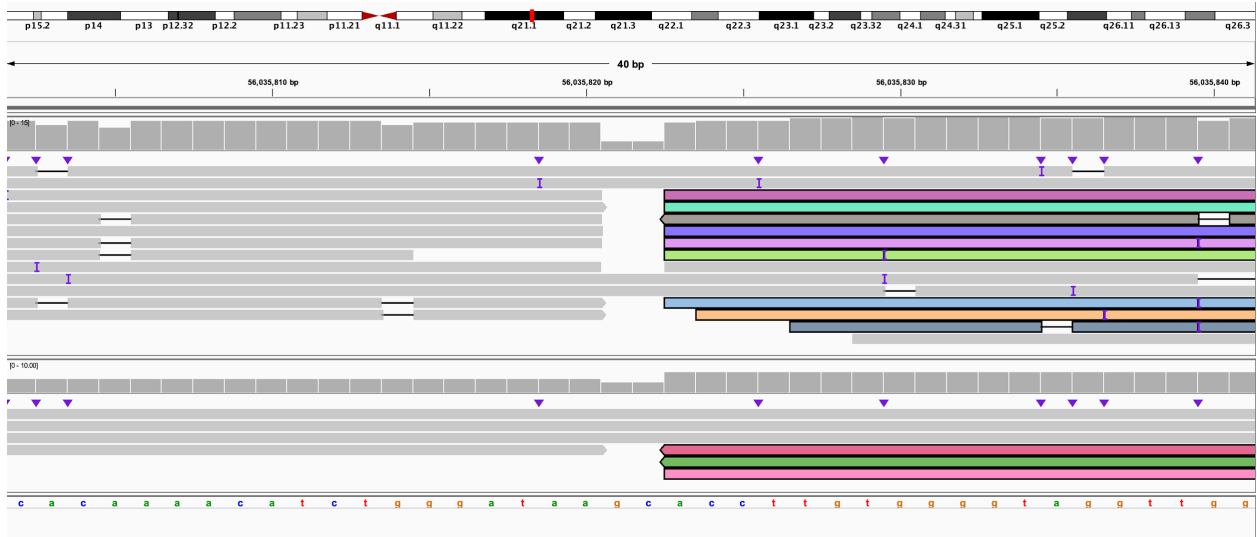 p15.2 p14 p13 p12.32 p12.2 p11.23 p11.21 q11.1 q11.22 q21.1 q21.2 q21.3 q22.1 q22.3 q23.1 q23.2 q23.32 q24.1 q24.31 q25.1 q25.2 q26.11 q26.13 q26.3
40 bp
56,035,810 bp 56,035,820 bp 56,035,830 bp 56,035,840 bp
[0 - 15]
[0 - 10.00]
c a c a a a a c a t c t g g g a t a a g c a c c t t g t g g g g t a g g t t g g